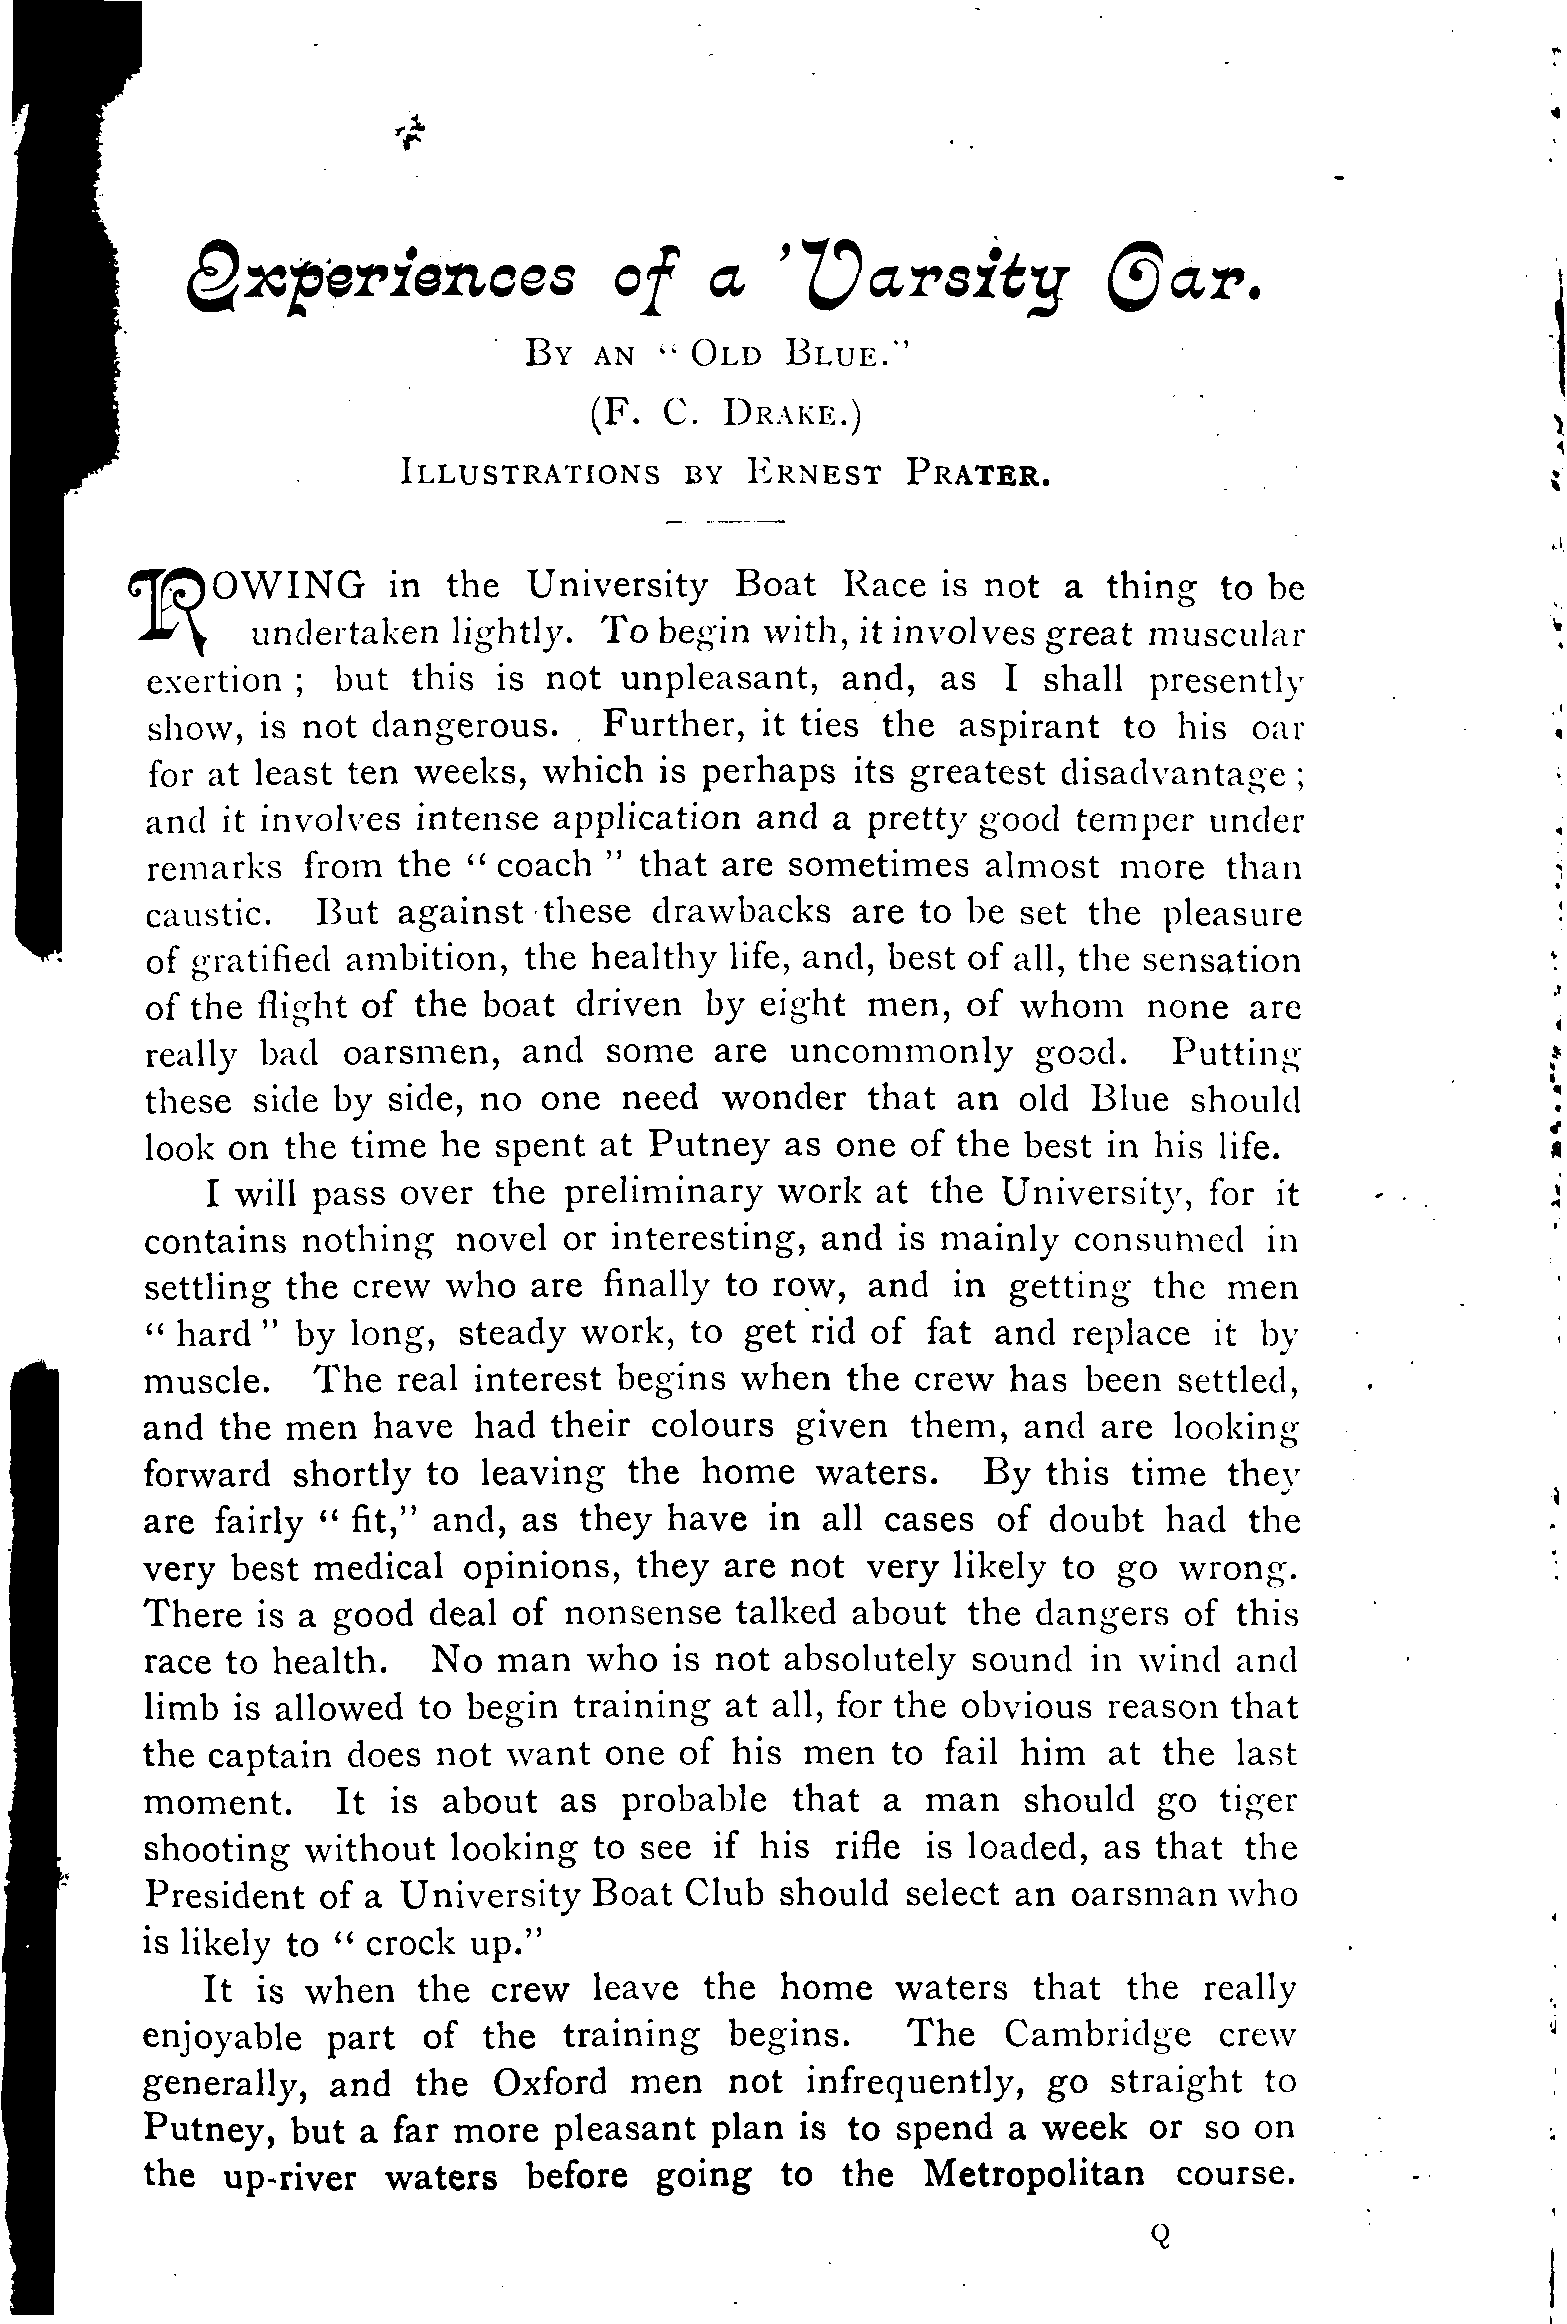 Experiences of a 'Varsity Oar.
BY AN "OLD BLUE."
(F. C. DRAKE.)
ILLUSTRATIONS BY ERNEST PRATER.
ROWING in the University Boat Race is not a thing to be
undertaken lightly. To begin with, it involves great muscular
exertion; but this is not unpleasant, and, as I shall presently
show, is not dangerous. Further, it ties the aspirant to his oar
for at least ten weeks, which is perhaps its greatest disadvantage;
and it involves intense application and a pretty good temper under
remarks from the "coach" that are sometimes almost more than
caustic. But against these drawbacks are to be set the pleasure
of gratified ambition, the healthy life, and, best of all, the sensation
of the flight of the boat driven by eight men, of whom none are
really bad oarsmen, and some are uncommonly good. Putting
these side by side, no one need wonder that an old Blue should
look on the time he spent at Putney as one of the best in his life.
I will pass over the preliminary work at the University, for it
contains nothing novel or interesting, and is mainly consumed in
settling the crew who are finally to row, and in getting the men
"hard" by long, steady work, to get rid of fat and replace it by
muscle. The real interest begins when the crew has been settled,
and the men have had their colours given them, and are looking
forward shortly to leaving the home waters. By this time they
are fairly "fit," and, as they have in all cases of doubt had the
very best medical opinions, they are not very likely to go wrong.
There is a good deal of nonsense talked about the dangers of this
race to health. No man who is not absolutely sound in wind and
limb is allowed to begin training at all, for the obvious reason that
the captain does not want one of his men to fail him at the last
moment. It is about as probable that a man should go tiger
shooting without looking to see if his rifle is loaded, as that the
President of a University Boat Club should select an oarsman who
is likely to "crock up."
It is when the crew leave the home waters that the really
enjoyable part of the training begins. The Cambridge crew
generally, and the Oxford men not infrequently, go straight to
Putney, but a far more pleasant plan is to spend a week or so on
the up-river waters before going to the Metropolitan course.
Q